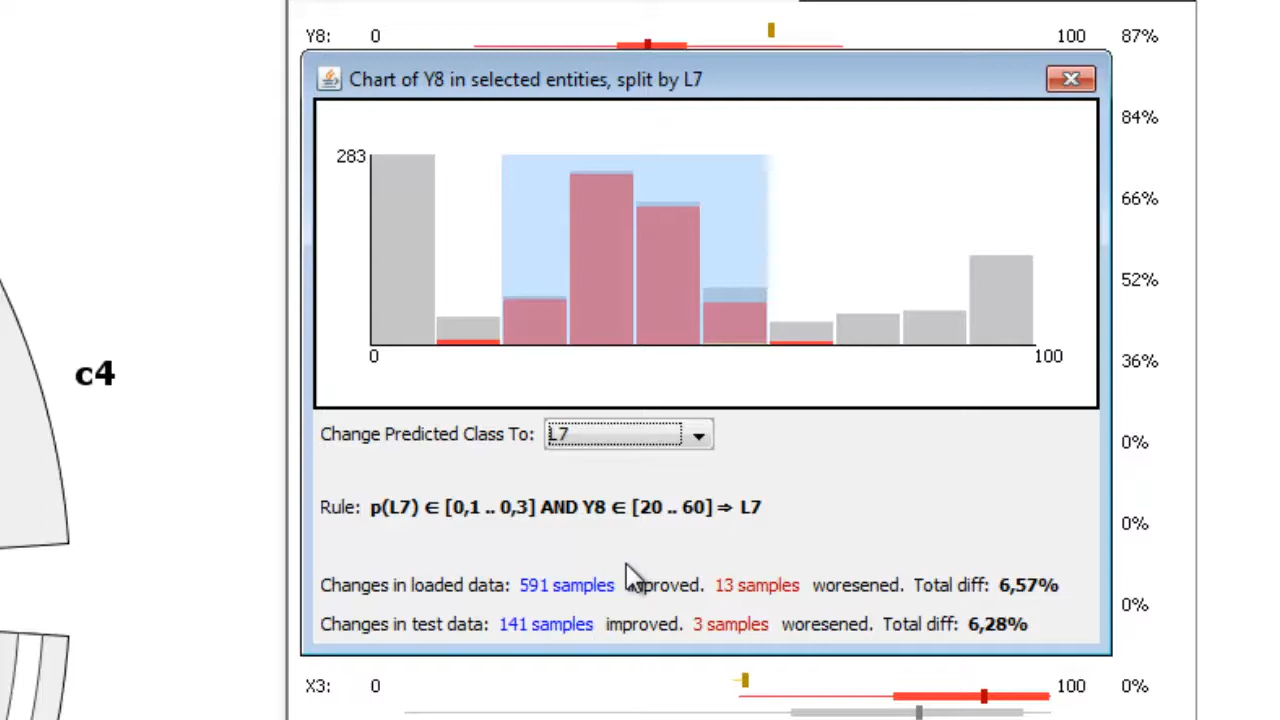 Y8: 0 100 87%
Chart of Y8 in selected entities, split by L7
84%
283
66%
52%
0 100
36%
c4
Change Predicted Class To: L7
0%
Rule: p(L7) ∈ [0,1 .. 0,3] AND Y8 ∈ [20 .. 60] ⇒ L7
0%
Changes in loaded data: 591 samples proved. 13 samples woresened. Total diff: 6,57%
0%
Changes in test data: 141 samples improved. 3 samples woresened. Total diff: 6,28%
X3: 0 100 0%